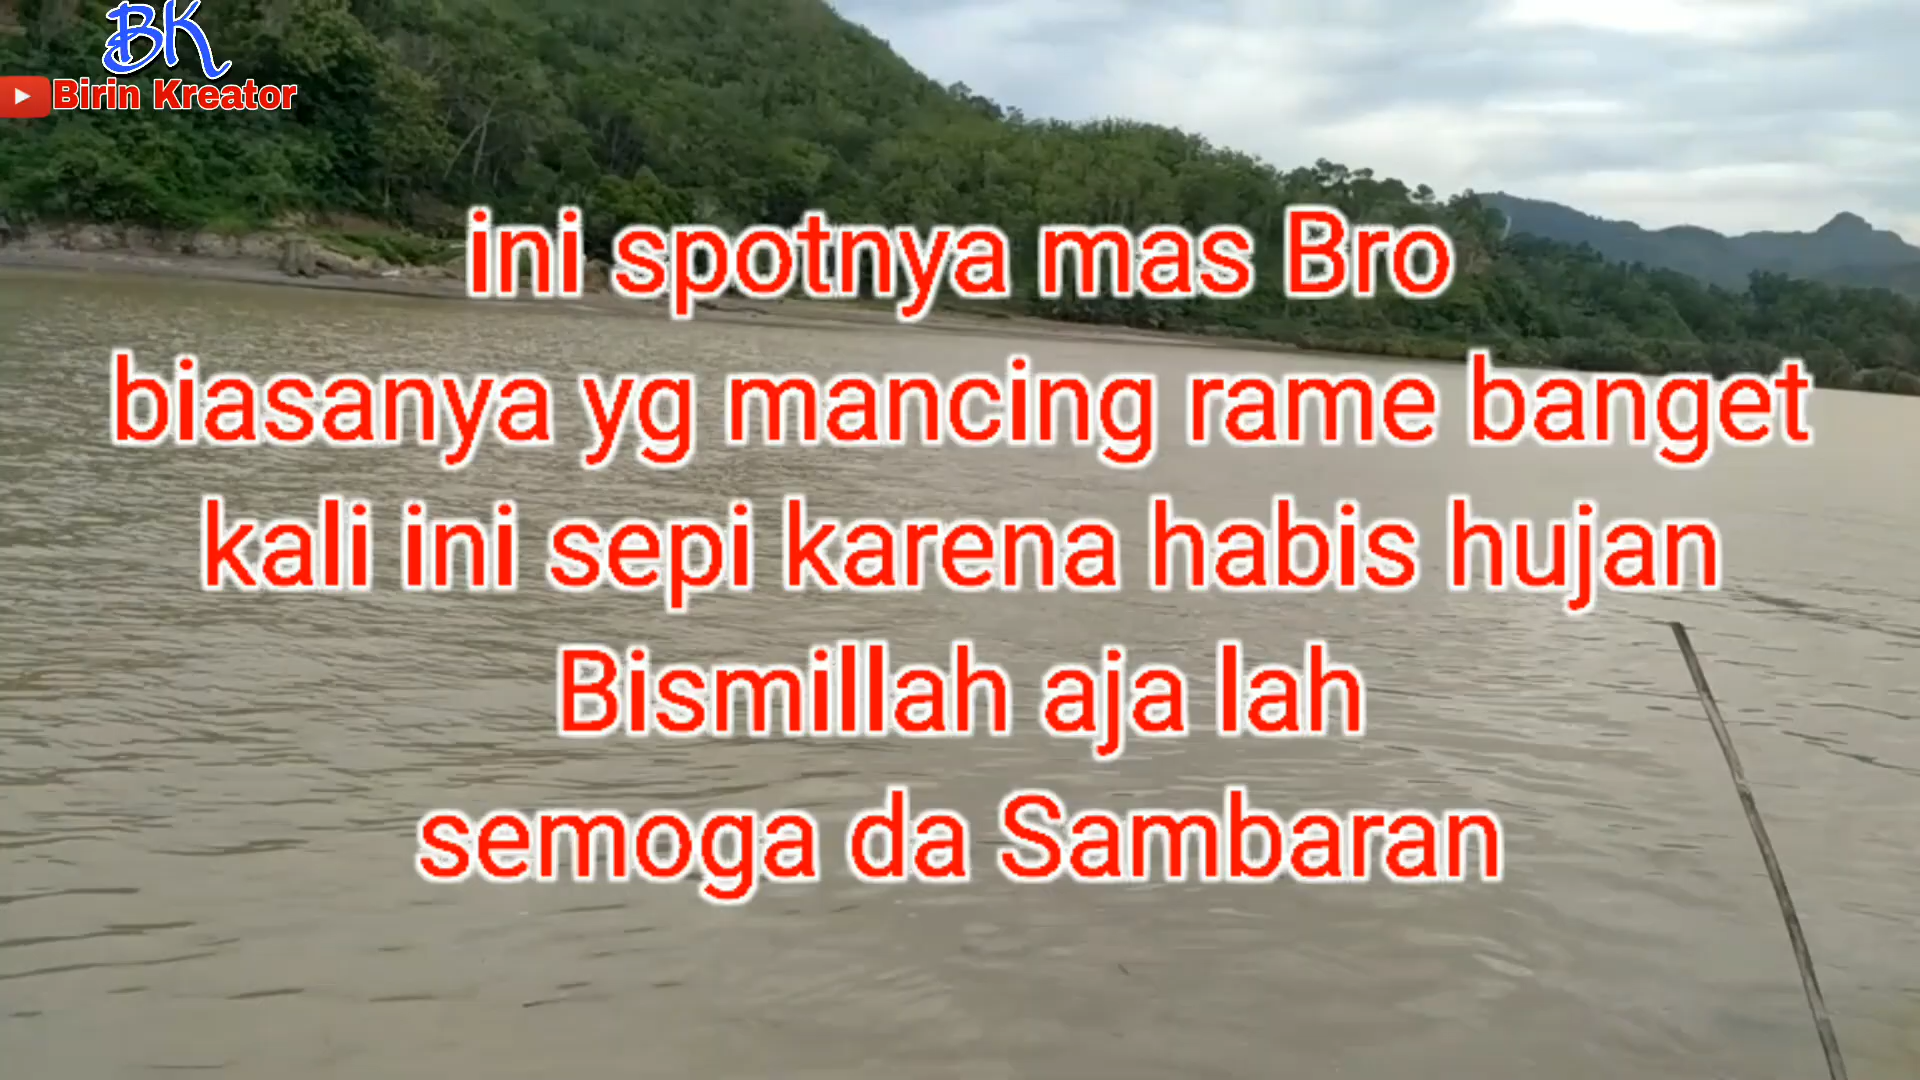 BK
Birin Kreator
ini spotnya mas Bro
biasanya yg mancing rame banget
kali ini sepi karena habis hujan
Bismillah aja lah
semoga da Sambaran